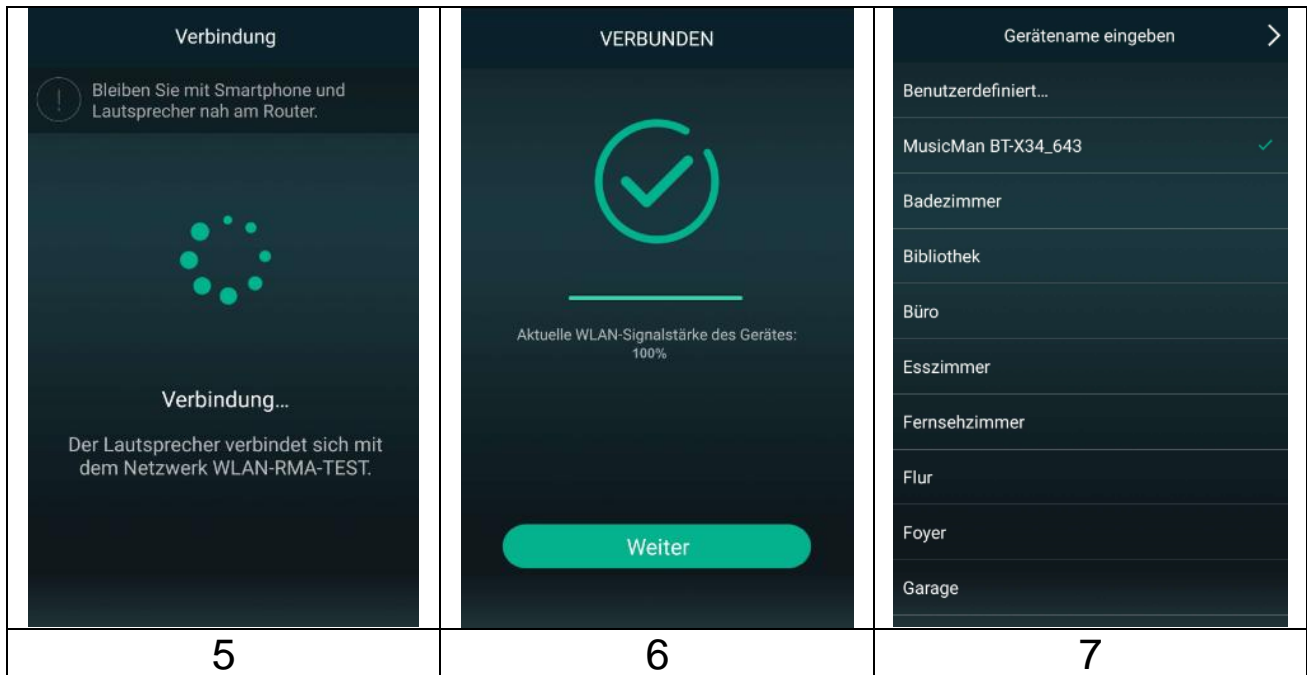 Verbindung
Bleiben Sie mit Smartphone und
Lautsprecher nah am Router.
Verbindung...
Der Lautsprecher verbindet sich mit
dem Netzwerk WLAN-RMA-TEST.
5
VERBUNDEN
Aktuelle WLAN-Signalstärke des Gerätes:
100%
Weiter
6
Gerätename eingeben
Benutzerdefiniert...
MusicMan BT-X34_643
Badezimmer
Bibliothek
Büro
Esszimmer
Fernsehzimmer
Flur
Foyer
Garage
7